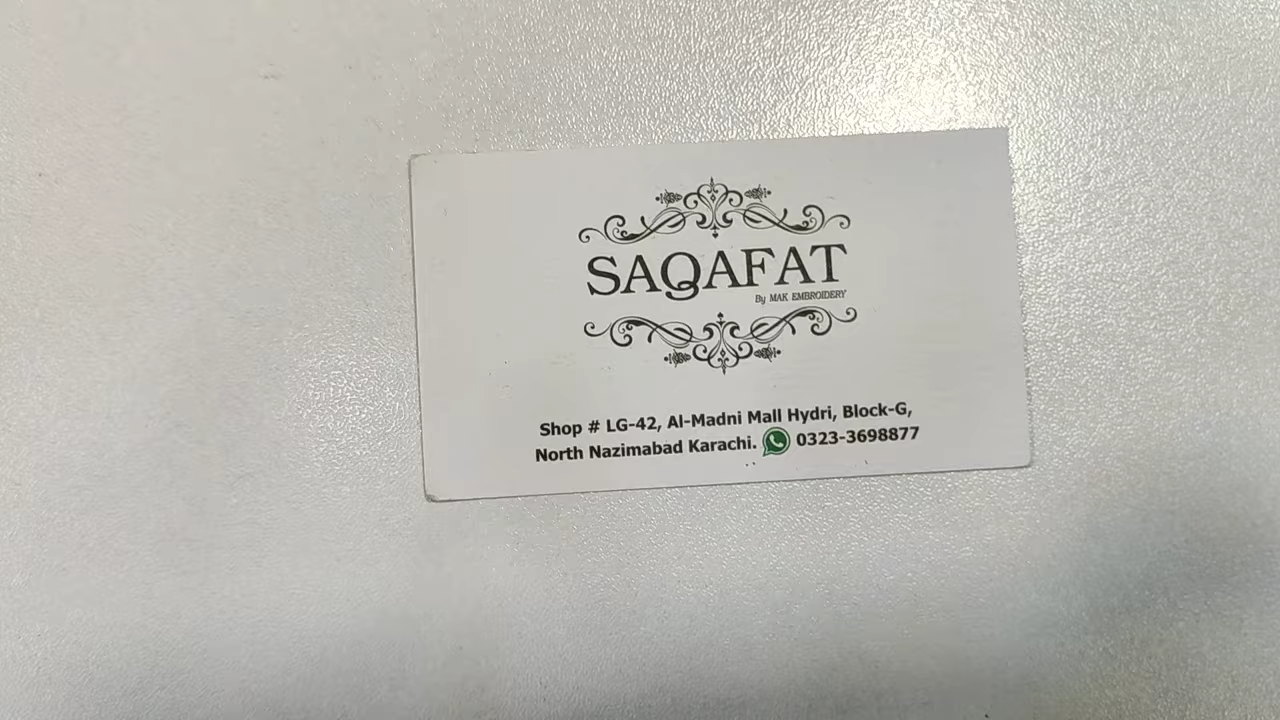 SAQAFAT
By MAK EMBROIDERY
Shop # LG-42, Al-Madni Mall Hydri, Block-G,
North Nazimabad Karachi. 0323-3698877